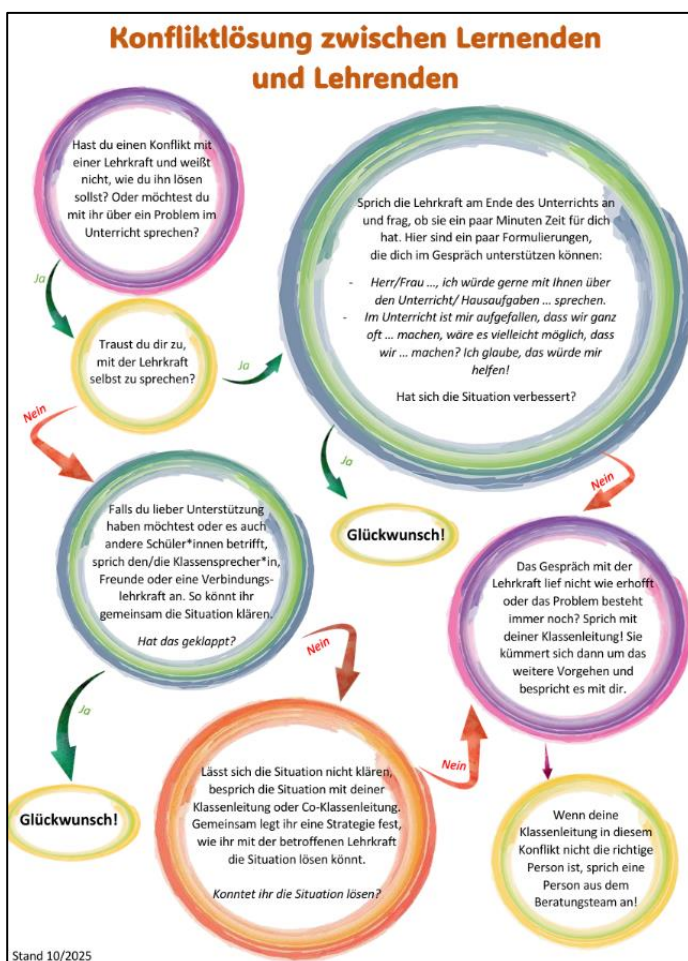 Konfliktlösung zwischen Lernenden
und Lehrenden
Hast du einen Konflikt mit
einer Lehrkraft und weißt
nicht, wie du ihn lösen
sollst? Oder möchtest du
mit ihr über ein Problem im
Unterricht sprechen?
Ja
Traust du dir zu,
mit der Lehrkraft
selbst zu sprechen?
Ja
Sprich die Lehrkraft am Ende des Unterrichts an
und frag, ob sie ein paar Minuten Zeit für dich
hat. Hier sind ein paar Formulierungen,
die dich im Gespräch unterstützen können:
- Herr/Frau …, ich würde gerne mit Ihnen über
den Unterricht/ Hausaufgaben … sprechen.
- Im Unterricht ist mir aufgefallen, dass wir ganz
oft … machen, wäre es vielleicht möglich, dass
wir … machen? Ich glaube, das würde mir
helfen!
Hat sich die Situation verbessert?
Ja
Glückwunsch!
Nein
Nein
Falls du lieber Unterstützung
haben möchtest oder es auch
andere Schüler*innen betrifft,
sprich den/die Klassensprecher*in,
Freunde oder eine Verbindungs-
lehrkraft an. So könnt ihr
gemeinsam die Situation klären.
Hat das geklappt?
Ja
Glückwunsch!
Nein
Lässt sich die Situation nicht klären,
besprich die Situation mit deiner
Klassenleitung oder Co-Klassenleitung.
Gemeinsam legt ihr eine Strategie fest,
wie ihr mit der betroffenen Lehrkraft
die Situation lösen könnt.
Konntet ihr die Situation lösen?
Nein
Das Gespräch mit der
Lehrkraft lief nicht wie erhofft
oder das Problem besteht
immer noch? Sprich mit
deiner Klassenleitung! Sie
kümmert sich dann um das
weitere Vorgehen und
bespricht es mit dir.
Wenn deine
Klassenleitung in diesem
Konflikt nicht die richtige
Person ist, sprich eine
Person aus dem
Beratungsteam an!
Stand 10/2025